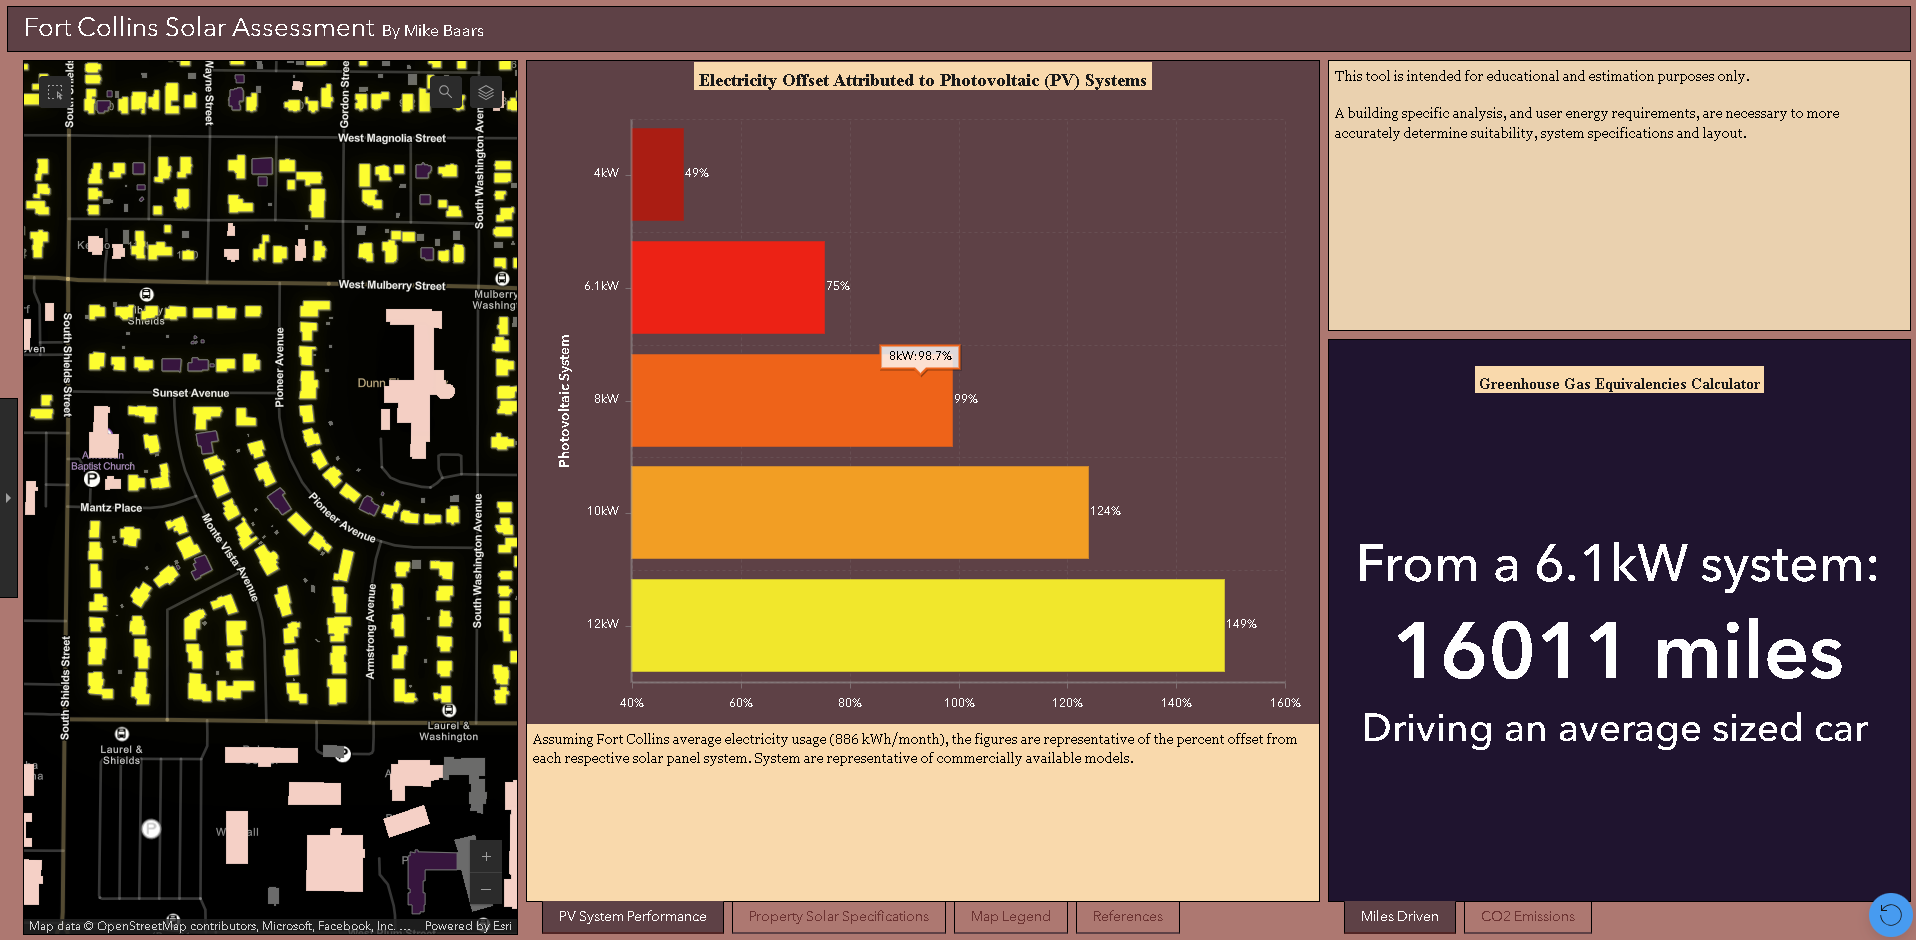 Fort Collins Solar Assessment By Mike Baars
Wayne Street
Gordon Stree
South Washington Aven
West Magnolia Street
West Mulberry Street
Mulberry
Washing
Shields
South Shields Street
Pioneer Avenue
Sunset Avenue
Dunn
Baptist Church
P
Mantz Place
Pioneer Avenue
Monte Vista Avenue
South Washington Avenue
Armstrong Avenue
South Shields Street
Laurel &
Washington
Laurel &
Shields
P
P
+
−
Map data © OpenStreetMap contributors, Microsoft, Facebook, Inc. ... Powered by Esri
Electricity Offset Attributed to Photovoltaic (PV) Systems
Photovoltaic System
4kW 49%
6.1kW 75%
8kW:98.7%
8kW 99%
10kW 124%
12kW 149%
40% 60% 80% 100% 120% 140% 160%
Assuming Fort Collins average electricity usage (886 kWh/month), the figures are representative of the percent offset from
each respective solar panel system. System are representative of commercially available models.
PV System Performance Property Solar Specifications Map Legend References
This tool is intended for educational and estimation purposes only.
A building specific analysis, and user energy requirements, are necessary to more
accurately determine suitability, system specifications and layout.
Greenhouse Gas Equivalencies Calculator
From a 6.1kW system:
16011 miles
Driving an average sized car
Miles Driven CO2 Emissions